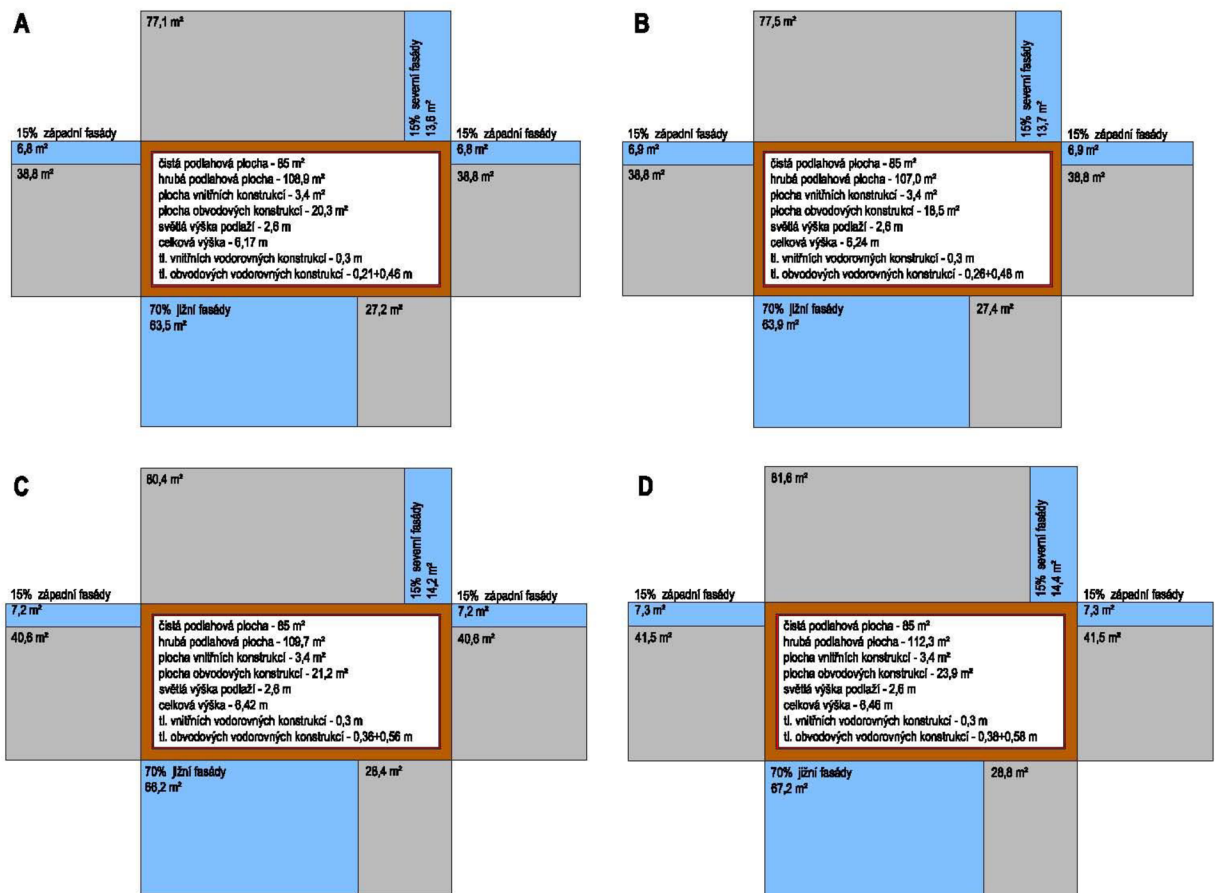 A
77,1 m²
15% severní fasády
13,6 m²
15% západní fasády
6,8 m²
38,8 m²
15% západní fasády
6,8 m²
38,8 m²
čistá podlahová plocha - 85 m²
hrubá podlahová plocha - 108,9 m²
plocha vnitřních konstrukcí - 3,4 m²
plocha obvodových konstrukcí - 20,3 m²
světlá výška podlaží - 2,6 m
celková výška - 6,17 m
tl. vnitřních vodorovných konstrukcí - 0,3 m
tl. obvodových vodorovných konstrukcí - 0,21+0,46 m
70% jižní fasády
63,5 m²
27,2 m²
B
77,5 m²
15% severní fasády
13,7 m²
15% západní fasády
6,9 m²
38,8 m²
15% západní fasády
6,9 m²
38,8 m²
čistá podlahová plocha - 85 m²
hrubá podlahová plocha - 107,0 m²
plocha vnitřních konstrukcí - 3,4 m²
plocha obvodových konstrukcí - 18,5 m²
světlá výška podlaží - 2,6 m
celková výška - 6,24 m
tl. vnitřních vodorovných konstrukcí - 0,3 m
tl. obvodových vodorovných konstrukcí - 0,26+0,48 m
70% jižní fasády
63,9 m²
27,4 m²
C
80,4 m²
15% severní fasády
14,2 m²
15% západní fasády
7,2 m²
40,6 m²
15% západní fasády
7,2 m²
40,6 m²
čistá podlahová plocha - 85 m²
hrubá podlahová plocha - 109,7 m²
plocha vnitřních konstrukcí - 3,4 m²
plocha obvodových konstrukcí - 21,2 m²
světlá výška podlaží - 2,6 m
celková výška - 6,42 m
tl. vnitřních vodorovných konstrukcí - 0,3 m
tl. obvodových vodorovných konstrukcí - 0,36+0,56 m
70% jižní fasády
66,2 m²
28,4 m²
D
81,6 m²
15% severní fasády
14,4 m²
15% západní fasády
7,3 m²
41,5 m²
15% západní fasády
7,3 m²
41,5 m²
čistá podlahová plocha - 85 m²
hrubá podlahová plocha - 112,3 m²
plocha vnitřních konstrukcí - 3,4 m²
plocha obvodových konstrukcí - 23,9 m²
světlá výška podlaží - 2,6 m
celková výška - 6,46 m
tl. vnitřních vodorovných konstrukcí - 0,3 m
tl. obvodových vodorovných konstrukcí - 0,38+0,58 m
70% jižní fasády
67,2 m²
28,8 m²